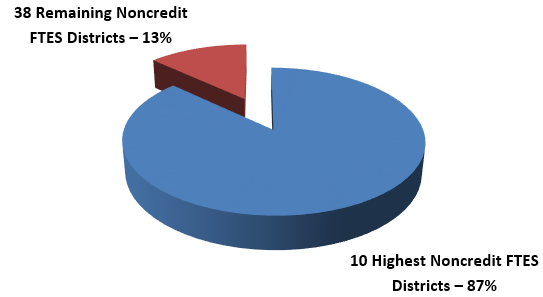 38 Remaining Noncredit
FTES Districts – 13%
10 Highest Noncredit FTES
Districts – 87%